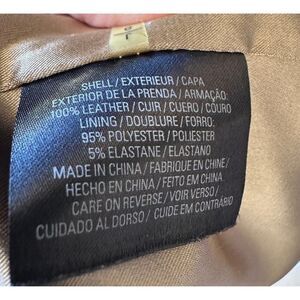 SHELL / EXTERIEUR / CAPA
EXTERIOR DE LA PRENDA / ARMAÇÃO:
100% LEATHER / CUIR / CUERO / COURO
LINING / DOUBLURE / FORRO:
95% POLYESTER / POLIESTER
5% ELASTANE / ELASTANO
MADE IN CHINA / FABRIQUE EN CHINE /
HECHO EN CHINA / FEITO EM CHINA
CARE ON REVERSE / VOIR VERSO /
CUIDADO AL DORSO / CUIDE EM CONTRÁRIO